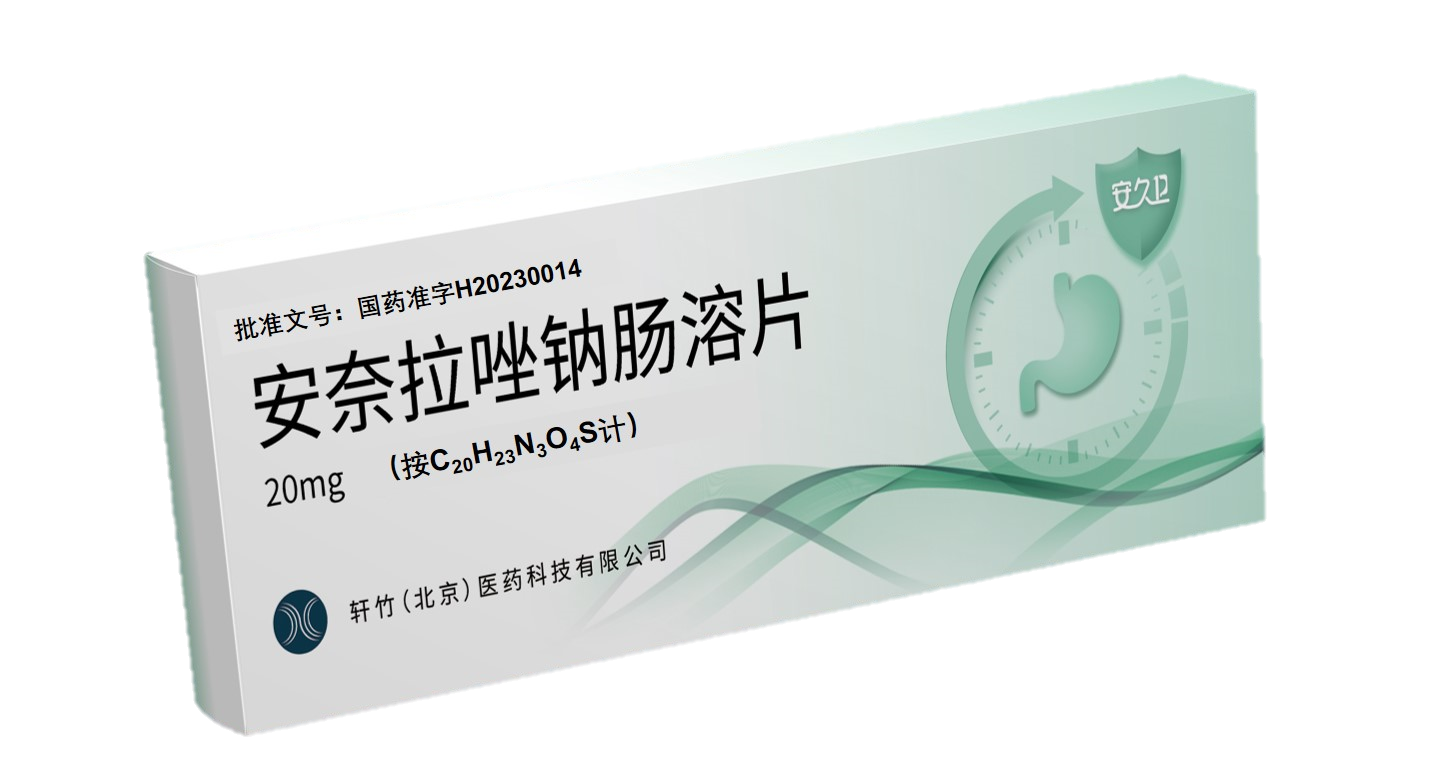 安久卫
批准文号：国药准字H20230014
安奈拉唑钠肠溶片
20mg （按C₂₀H₂₃N₃O₄S计）
轩竹（北京）医药科技有限公司